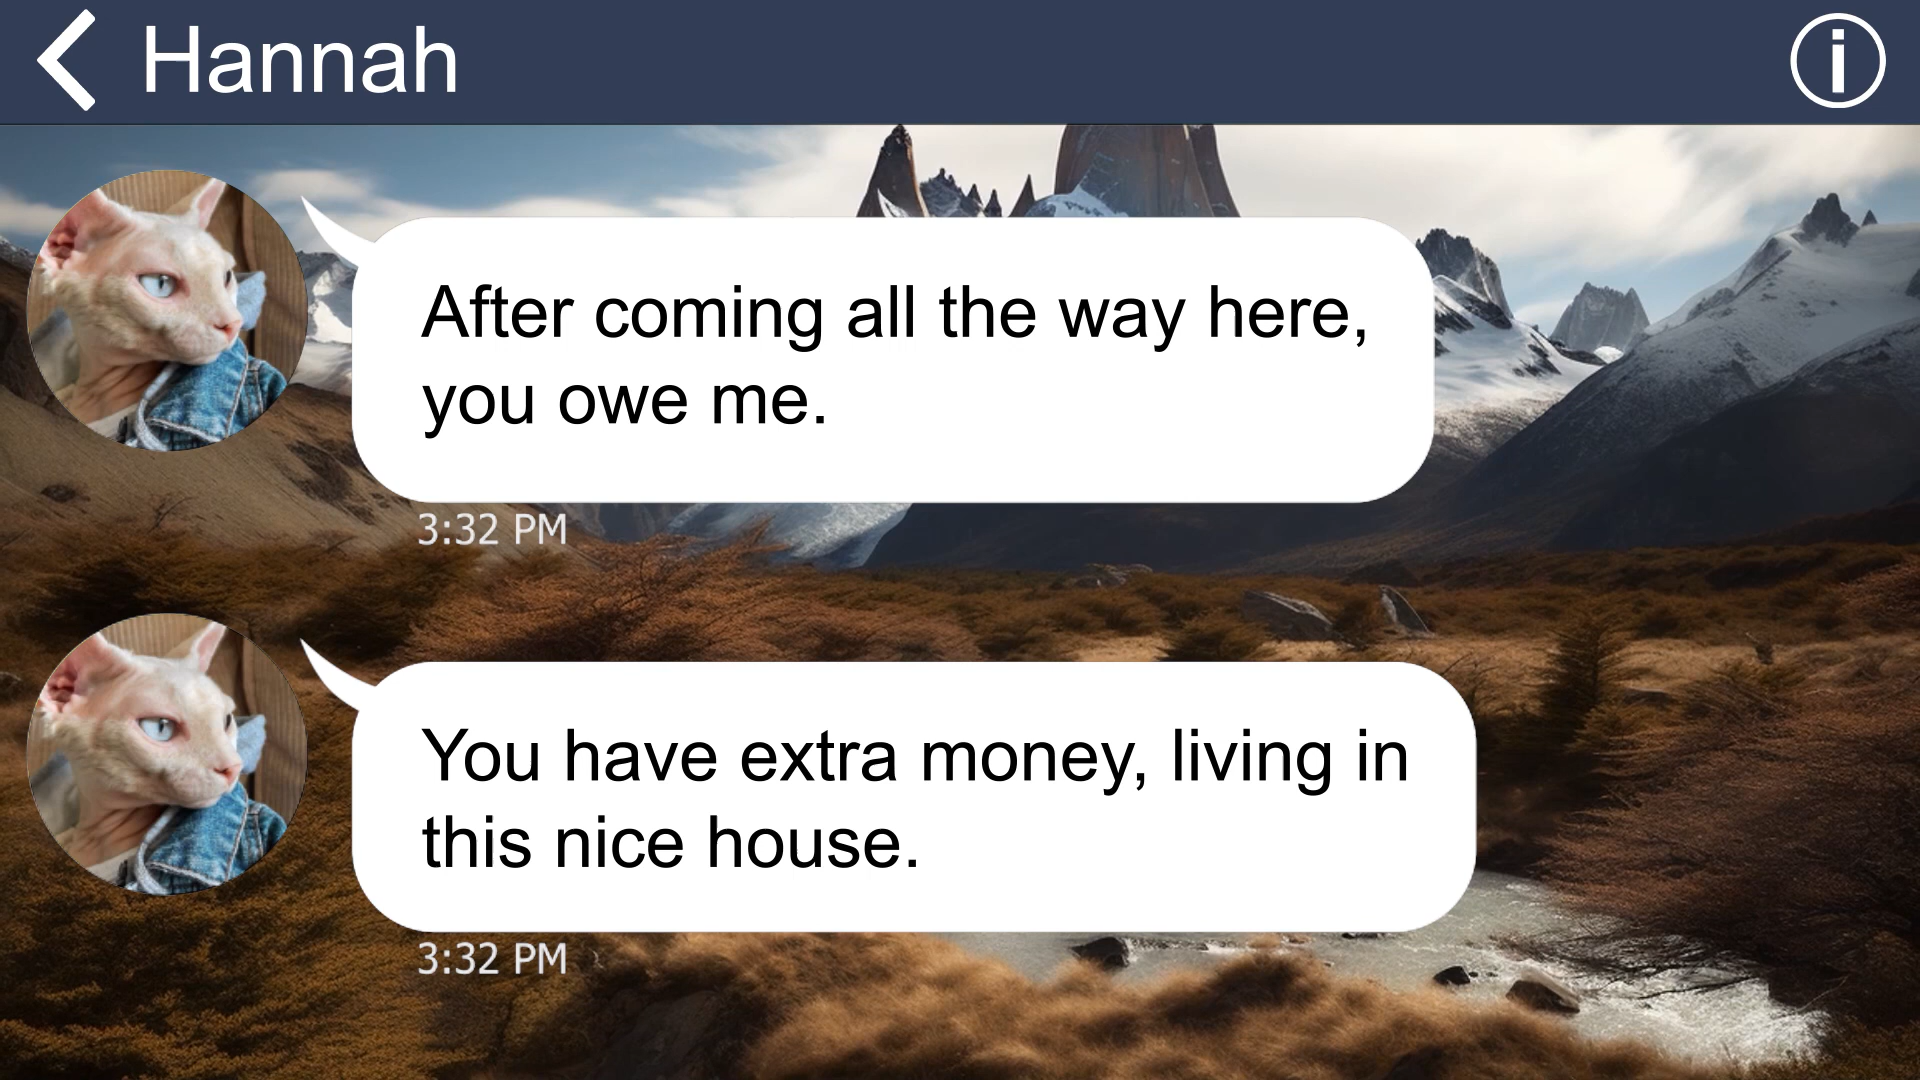 Hannah
After coming all the way here,
you owe me.
3:32 PM
You have extra money, living in
this nice house.
3:32 PM